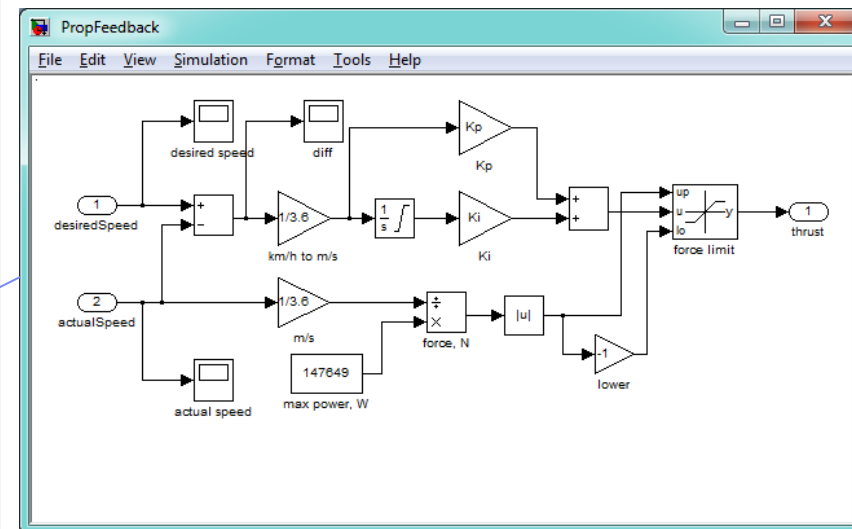 PropFeedback
File Edit View Simulation Format Tools Help
desired speed
diff
Kp
Kp
1
desiredSpeed
+
−
1/3.6
km/h to m/s
1
s
Ki
Ki
+
+
up
u
lo
y
force limit
1
thrust
2
actualSpeed
1/3.6
m/s
÷
×
force, N
|u|
-1
lower
147649
max power, W
actual speed